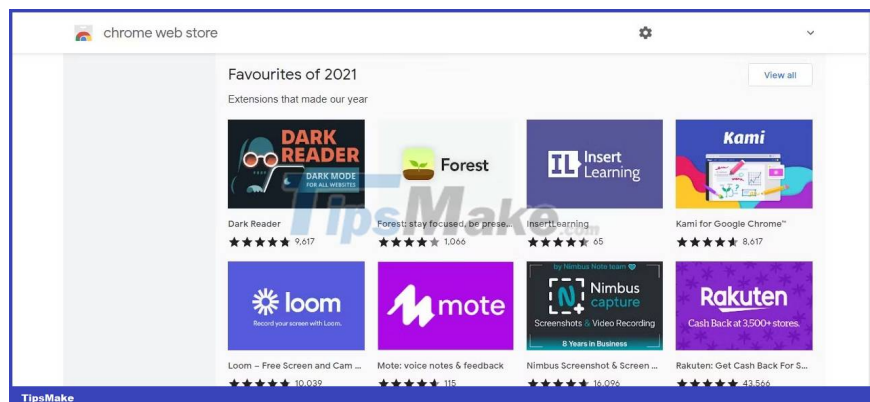 chrome web store
Favourites of 2021
View all
Extensions that made our year
DARK
READER
DARK MODE
FOR ALL WEBSITES
Forest
IL Insert
Learning
Kami
TipsMake.com
Dark Reader
Forest: stay focused, be prese...
InsertLearning
Kami for Google Chrome™
9,617
1,066
65
8,617
loom
Record your screen with Loom.
mote
by Nimbus Note team
N Nimbus
capture
Screenshots & Video Recording
8 Years in Business
Rakuten
Cash Back at 3,500+ stores.
Loom – Free Screen and Cam ...
Mote: voice notes & feedback
Nimbus Screenshot & Screen ...
Rakuten: Get Cash Back For S...
10,039
115
16,096
43,566
TipsMake